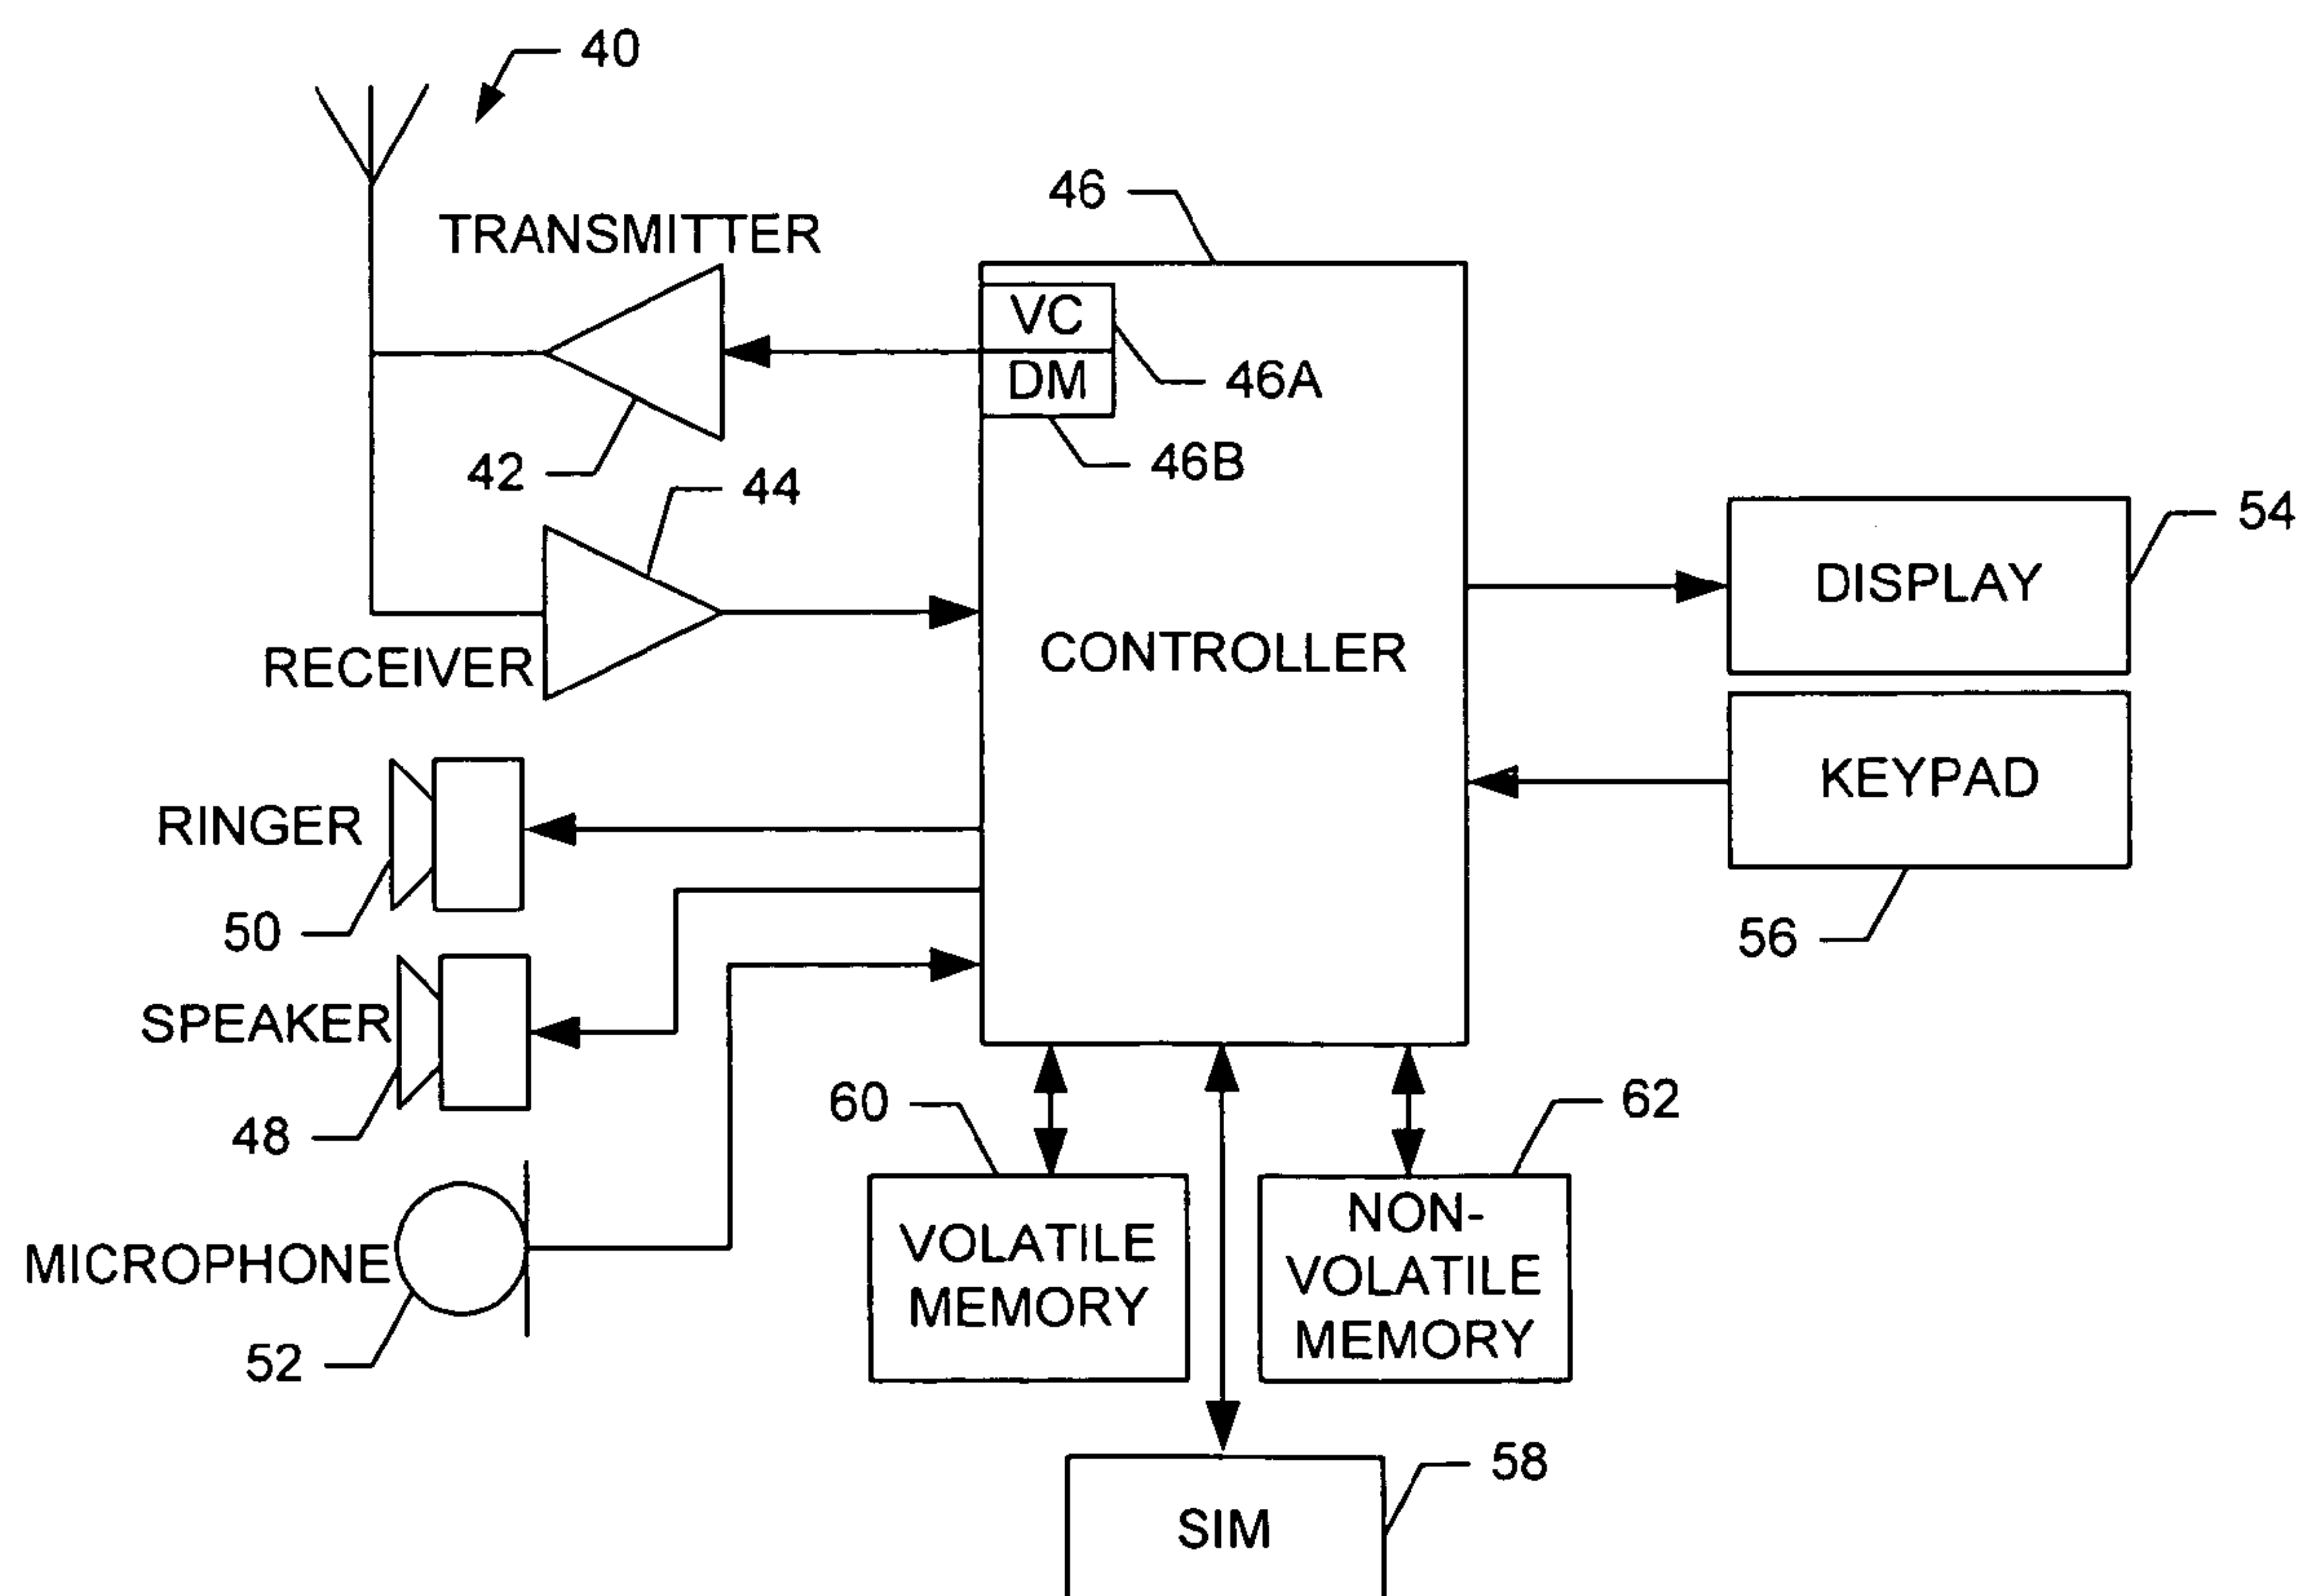 40
46
TRANSMITTER
VC
DM
46A
46B
42
44
54
DISPLAY
CONTROLLER
RECEIVER
KEYPAD
RINGER
50
56
SPEAKER
48
60
62
VOLATILE
MEMORY
NON-
VOLATILE
MEMORY
MICROPHONE
52
58
SIM